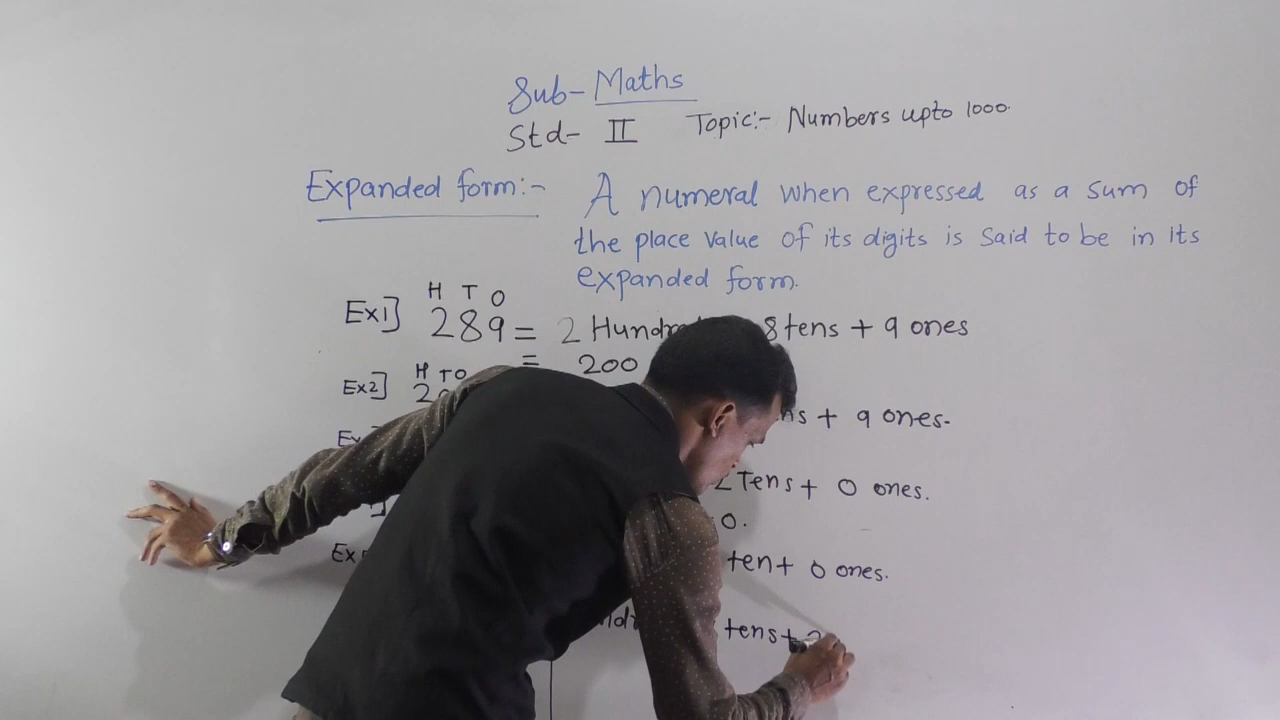 Sub- Maths
Std- II Topic:- Numbers upto 1000.
Expanded form:- A numeral when expressed as a sum of
the place value of its digits is said to be in its
expanded form.
H T O
Ex1] 289 = 2 Hundre 8 tens + 9 ones
= 200
H T O
Ex2] 2
ns + 9 ones.
Ex
2 Tens + 0 ones.
0.
Ex ten + 0 ones.
tens +